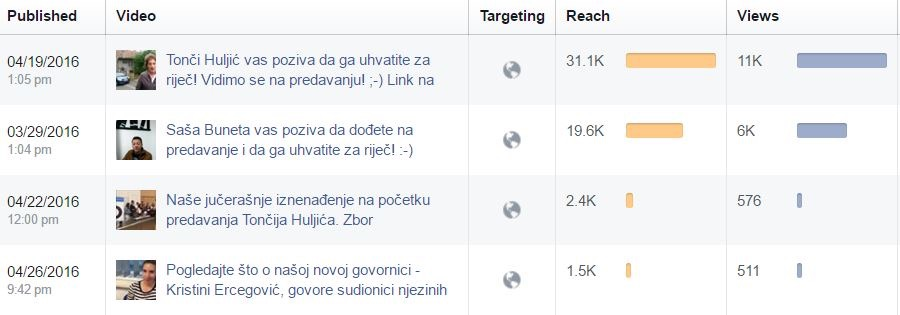 Published Video Targeting Reach Views
04/19/2016
1:05 pm
Tonči Huljić vas poziva da ga uhvatite za
riječ! Vidimo se na predavanju! ;-) Link na
31.1K 11K
03/29/2016
1:04 pm
Saša Buneta vas poziva da dođete na
predavanje i da ga uhvatite za riječ! :-)
19.6K 6K
04/22/2016
12:00 pm
Naše jučerašnje iznenađenje na početku
predavanja Tončija Huljića. Zbor
2.4K 576
04/26/2016
9:42 pm
Pogledajte što o našoj novoj govornici -
Kristini Ercegović, govore sudionici njezinih
1.5K 511